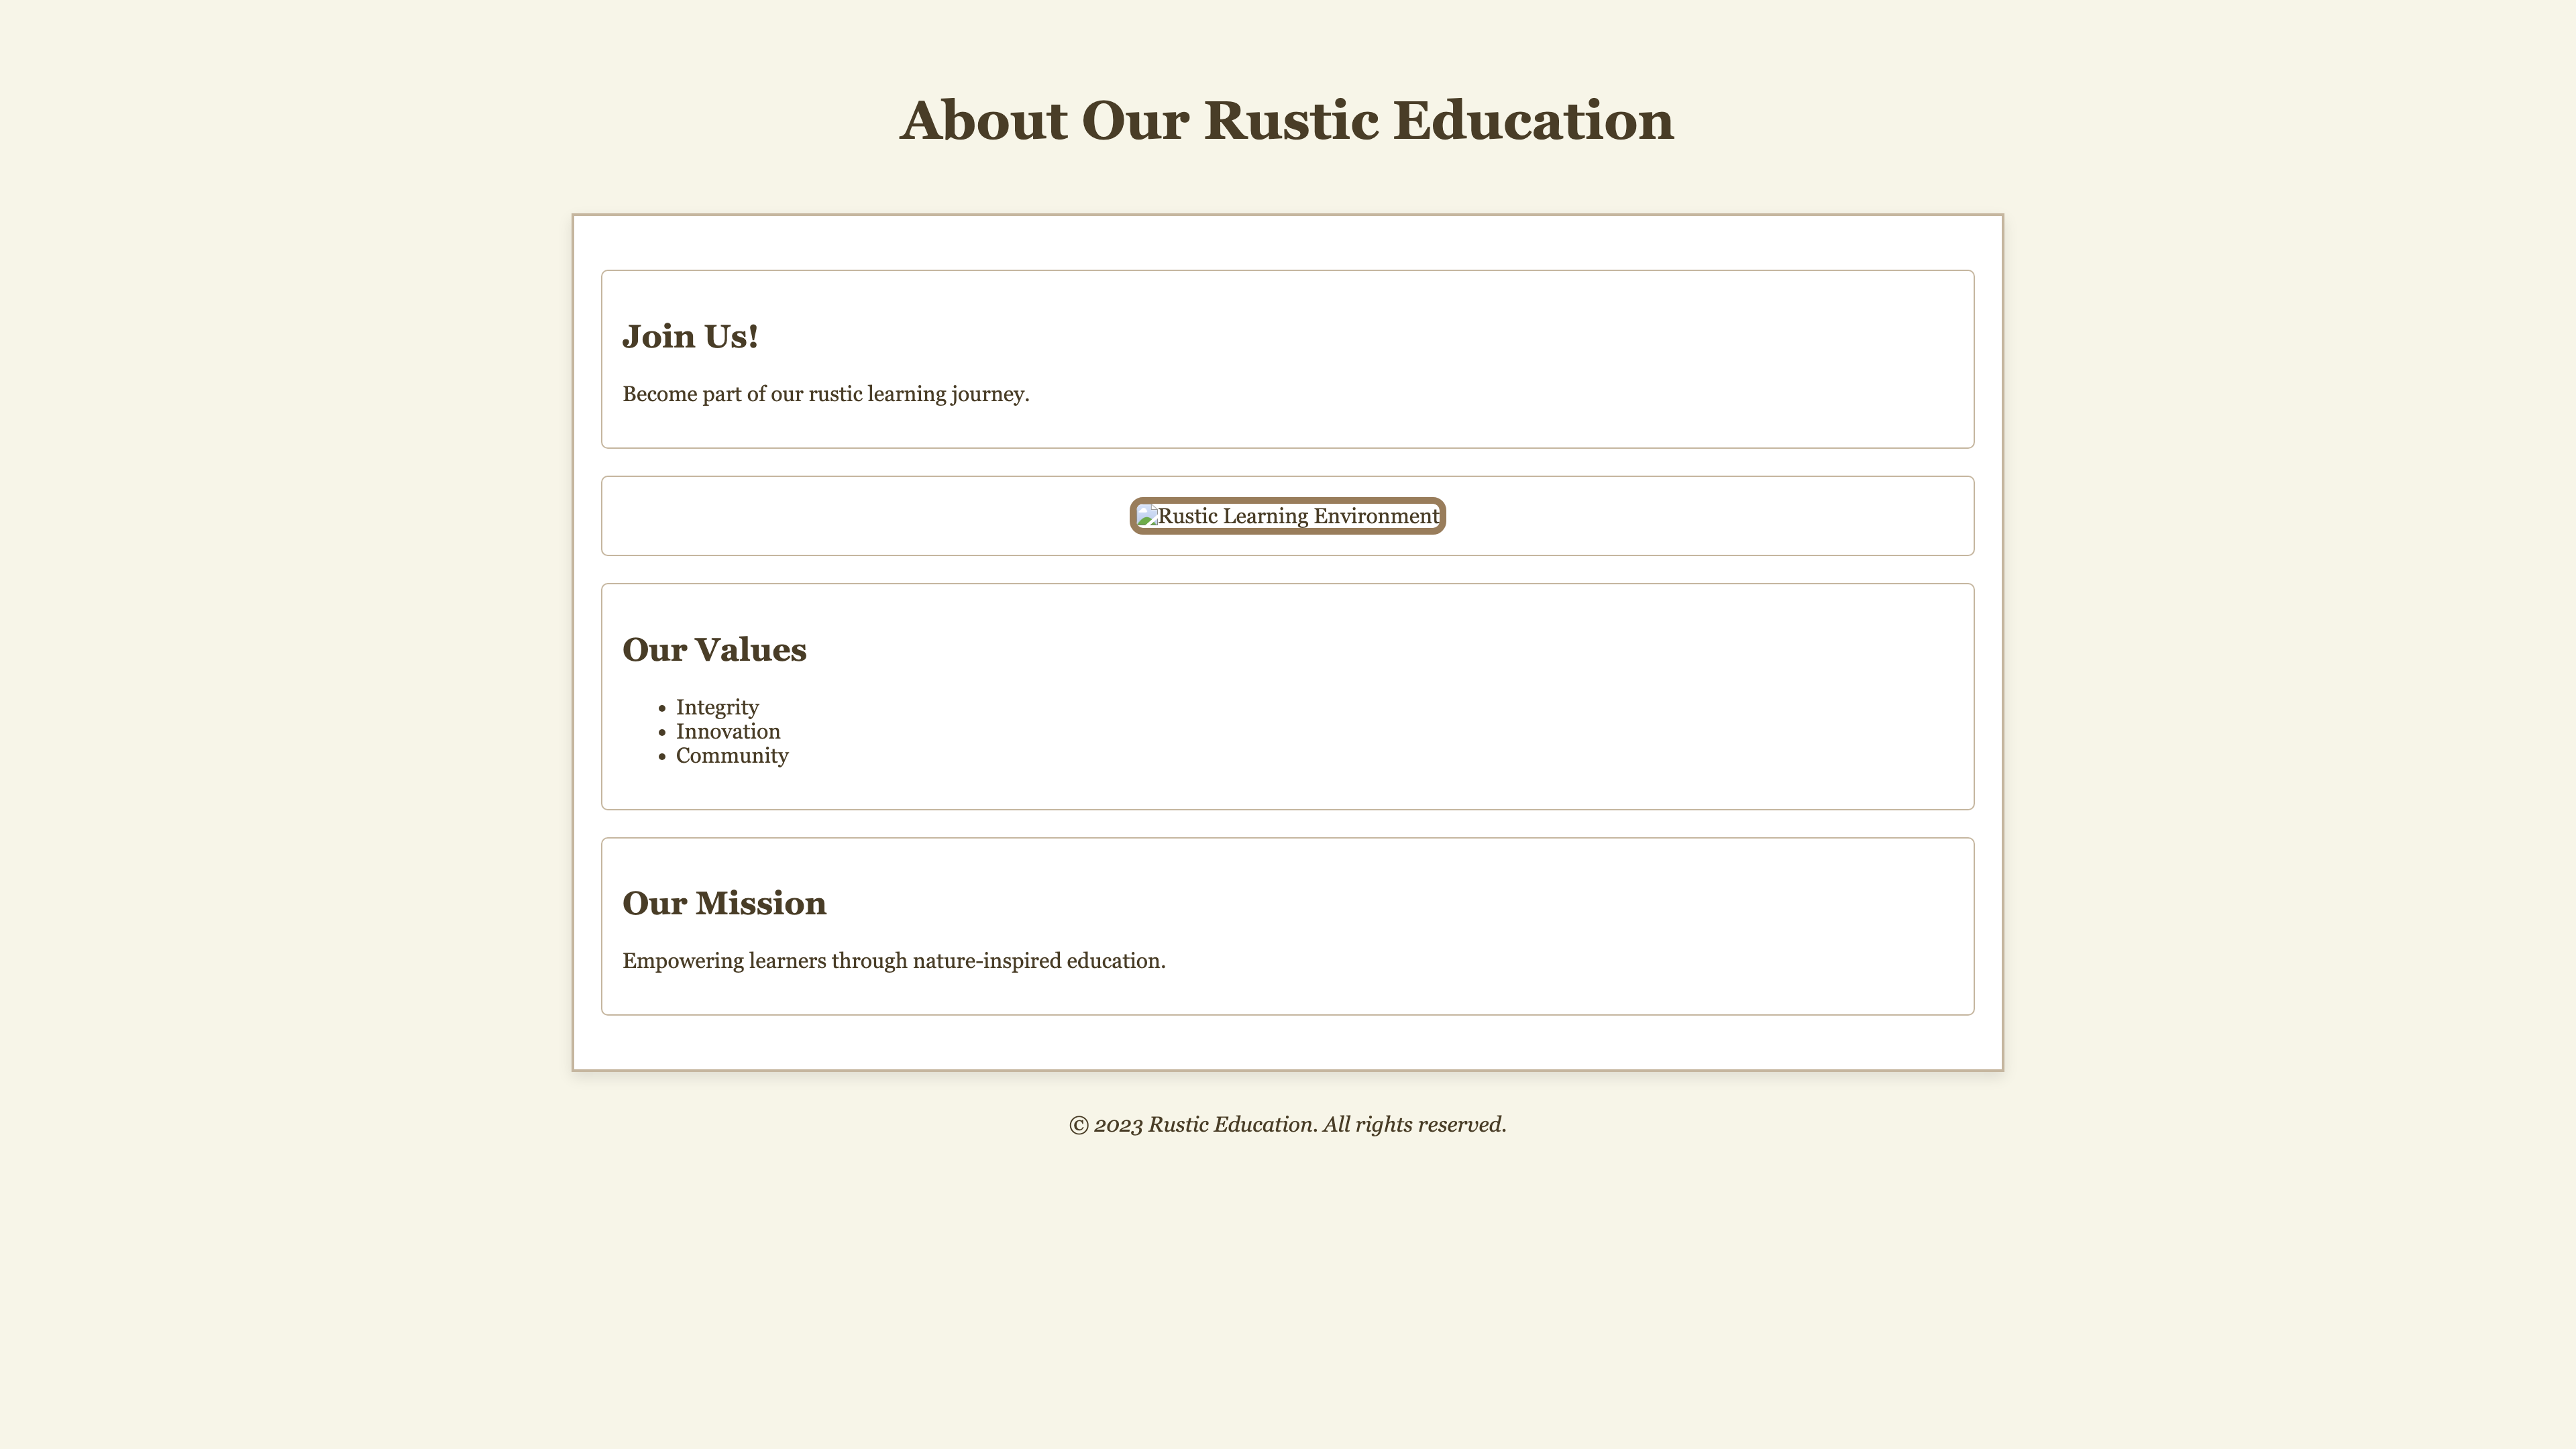 About Our Rustic Education
Join Us!
Become part of our rustic learning journey.
Rustic Learning Environment
Our Values
• Integrity
• Innovation
• Community
Our Mission
Empowering learners through nature-inspired education.
© 2023 Rustic Education. All rights reserved.